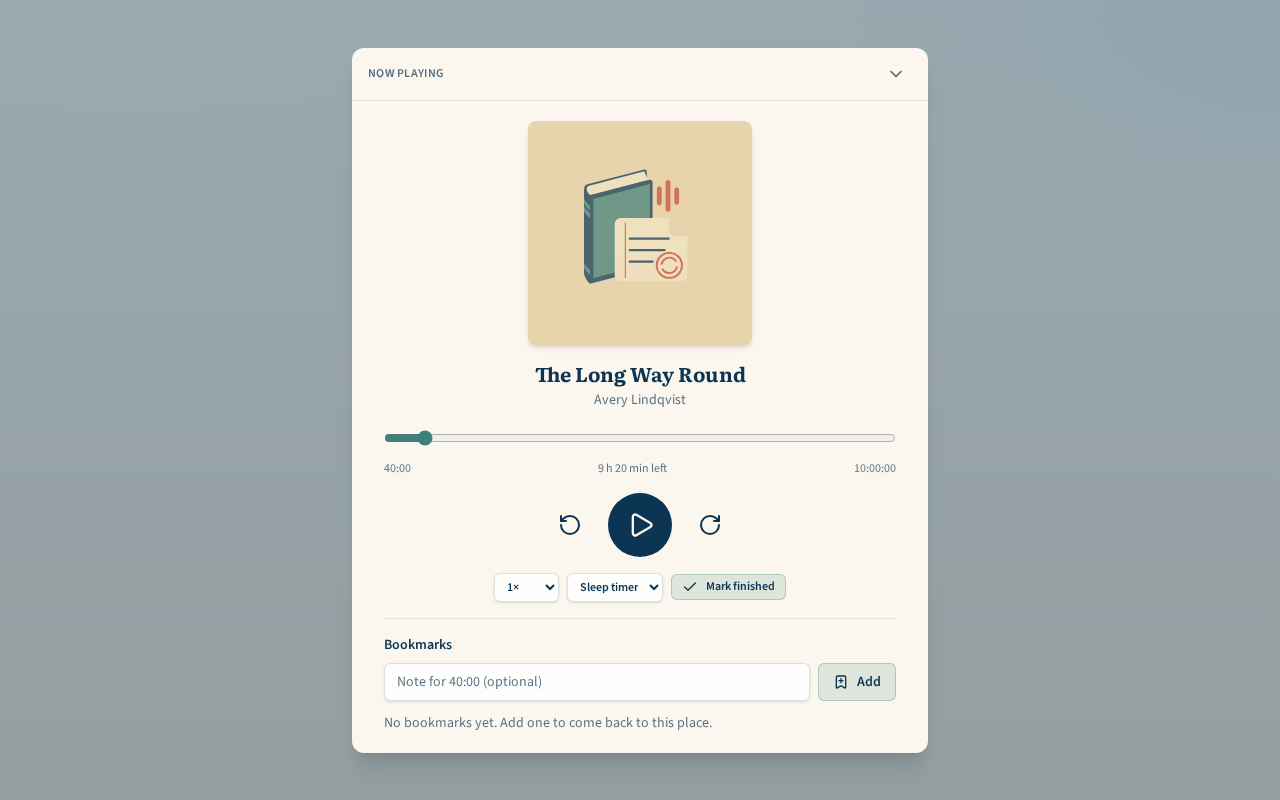 NOW PLAYING
The Long Way Round
Avery Lindqvist
40:00 9 h 20 min left 10:00:00
1× Sleep timer Mark finished
Bookmarks
Note for 40:00 (optional) Add
No bookmarks yet. Add one to come back to this place.